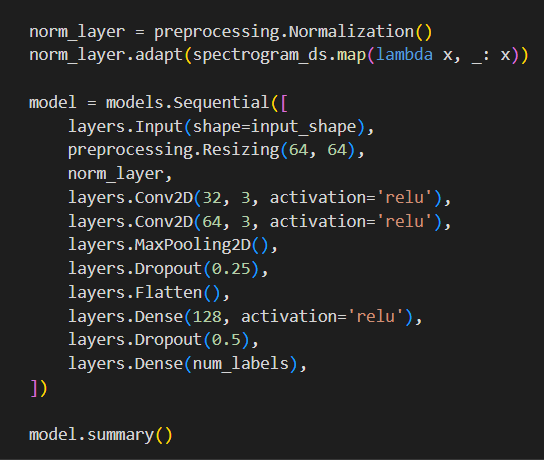 norm_layer = preprocessing.Normalization()
norm_layer.adapt(spectrogram_ds.map(lambda x, _: x))

model = models.Sequential([
    layers.Input(shape=input_shape),
    preprocessing.Resizing(64, 64),
    norm_layer,
    layers.Conv2D(32, 3, activation='relu'),
    layers.Conv2D(64, 3, activation='relu'),
    layers.MaxPooling2D(),
    layers.Dropout(0.25),
    layers.Flatten(),
    layers.Dense(128, activation='relu'),
    layers.Dropout(0.5),
    layers.Dense(num_labels),
])

model.summary()